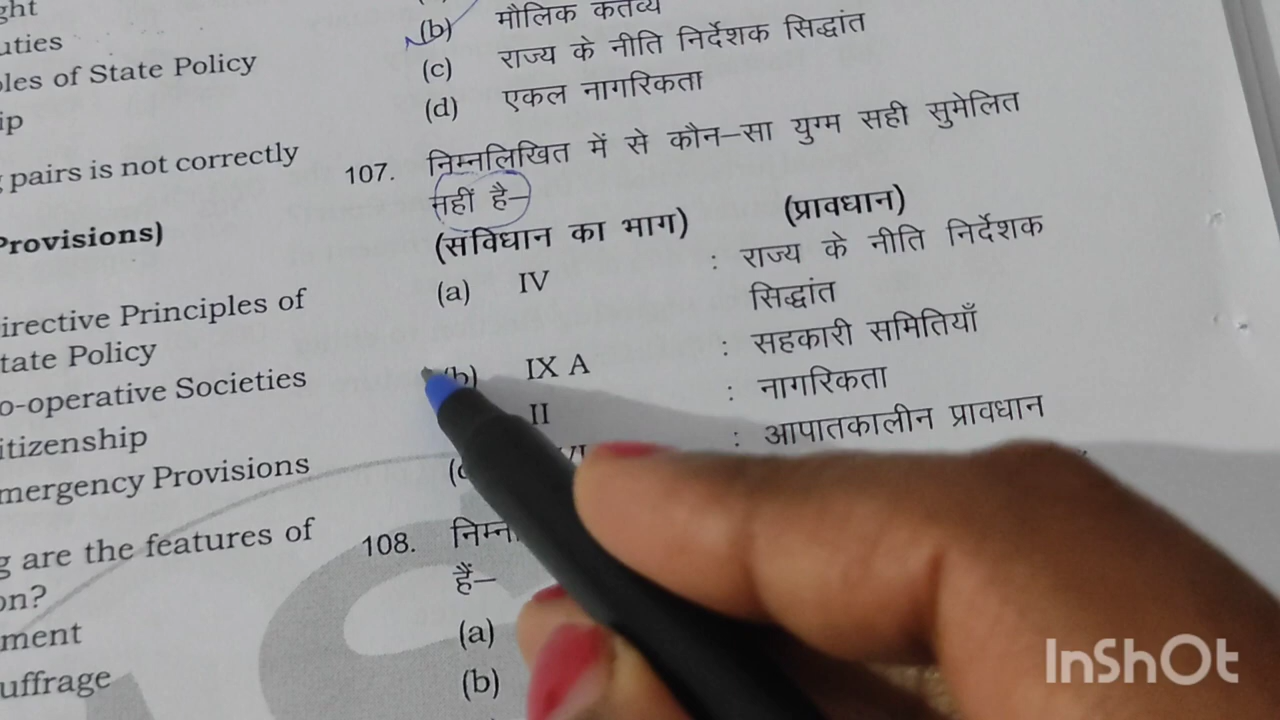 ght
uties
les of State Policy
ip
pairs is not correctly
Provisions)
irective Principles of
tate Policy
o-operative Societies
itizenship
mergency Provisions
g are the features of
on?
ment
uffrage
(b) मौलिक कर्तव्य
(c) राज्य के नीति निर्देशक सिद्धांत
(d) एकल नागरिकता
107. निम्नलिखित में से कौन-सा युग्म सही सुमेलित
नहीं है-
(संविधान का भाग) (प्रावधान)
(a) IV : राज्य के नीति निर्देशक
सिद्धांत
(b) IX A : सहकारी समितियाँ
II : नागरिकता
: आपातकालीन प्रावधान
108.
हैं-
(a)
(b)
InShOt